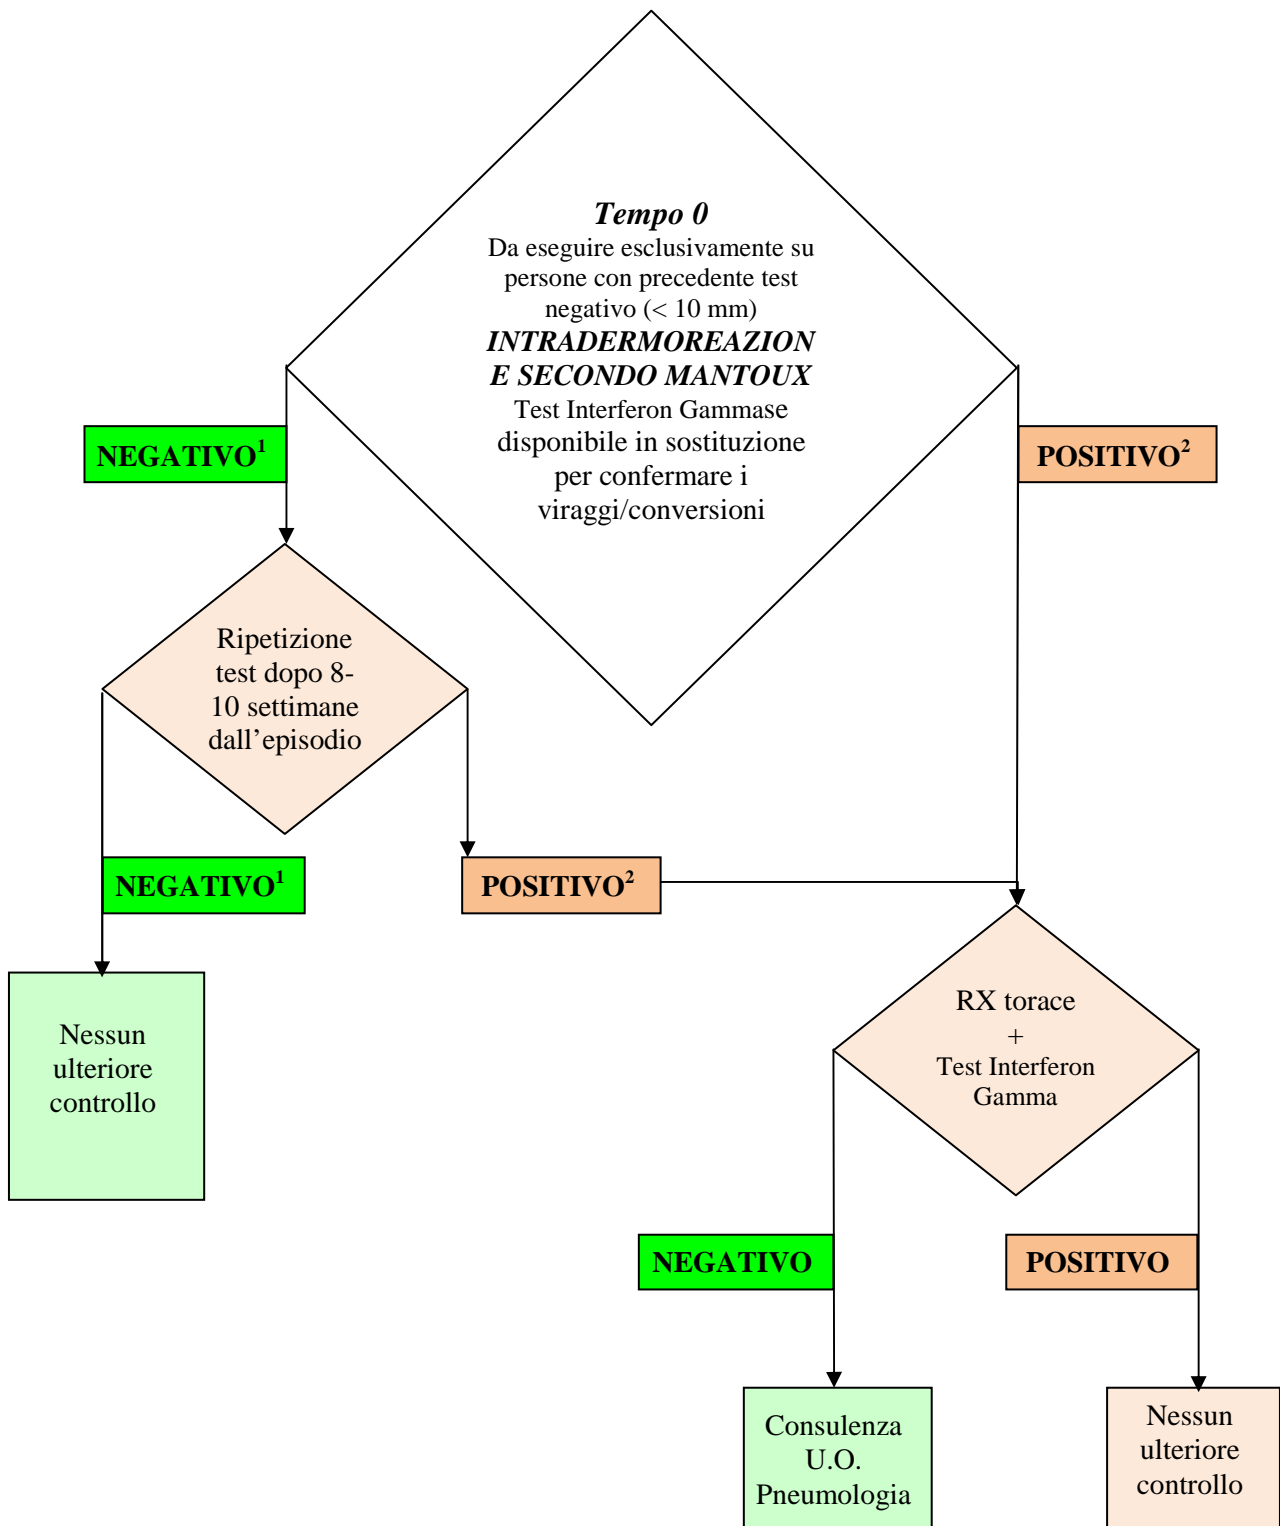 Tempo 0
Da eseguire esclusivamente su
persone con precedente test
negativo (< 10 mm)
INTRADERMOREAZION
E SECONDO MANTOUX
Test Interferon Gammase
disponibile in sostituzione
per confermare i
viraggi/conversioni
NEGATIVO¹
POSITIVO²
Ripetizione
test dopo 8-
10 settimane
dall’episodio
NEGATIVO¹
POSITIVO²
Nessun
ulteriore
controllo
RX torace
+
Test Interferon
Gamma
NEGATIVO
POSITIVO
Consulenza
U.O.
Pneumologia
Nessun
ulteriore
controllo